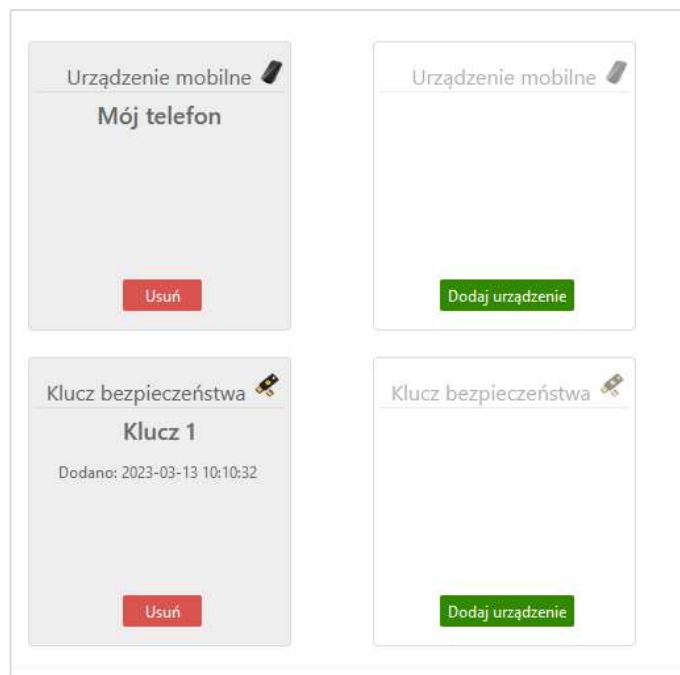 Urządzenie mobilne
Mój telefon
Usuń
Urządzenie mobilne
Dodaj urządzenie
Klucz bezpieczeństwa
Klucz 1
Dodano: 2023-03-13 10:10:32
Usuń
Klucz bezpieczeństwa
Dodaj urządzenie